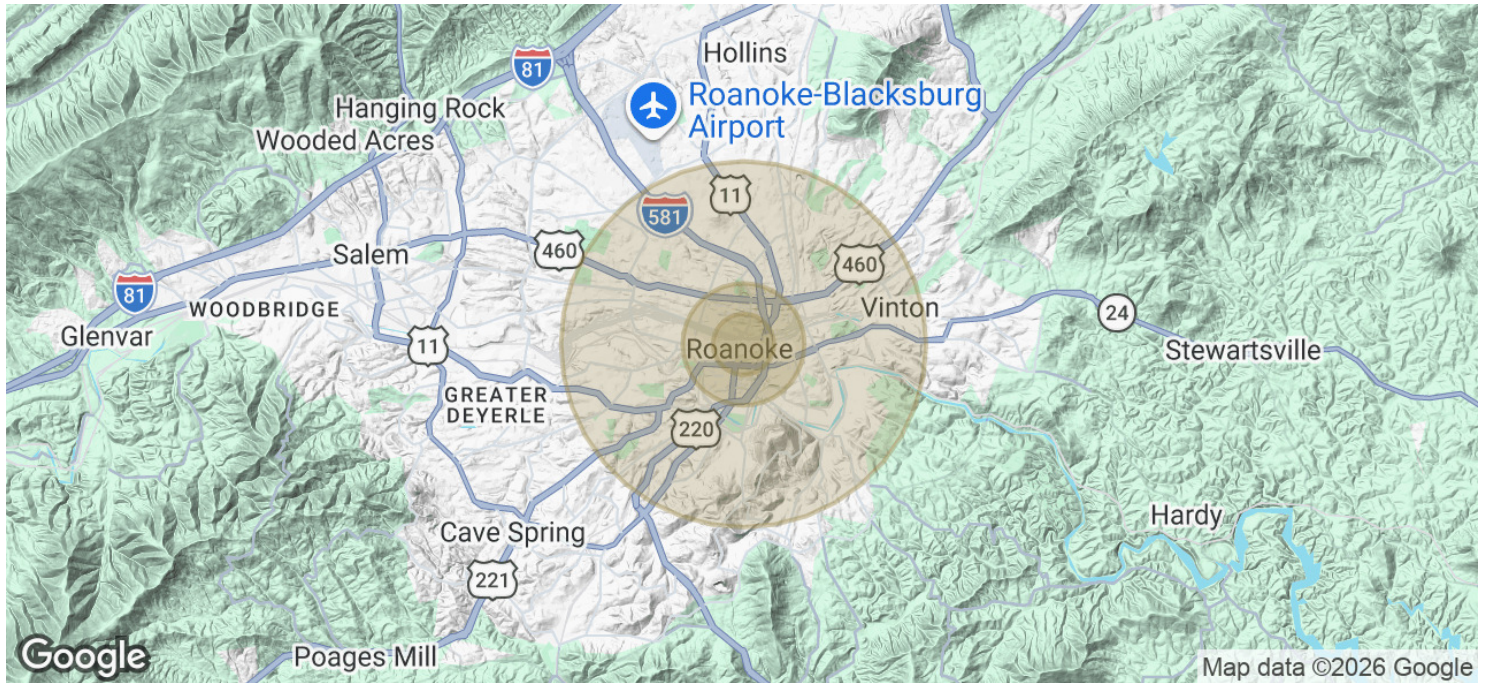 81
Hollins
Hanging Rock
Roanoke-Blacksburg
Airport
Wooded Acres
11
581
Salem
460
460
81
WOODBRIDGE
Vinton
24
Glenvar
11
Roanoke
Stewartsville
GREATER
DEYERLE
220
Cave Spring
Hardy
221
Poages Mill
Google
Map data ©2026 Google